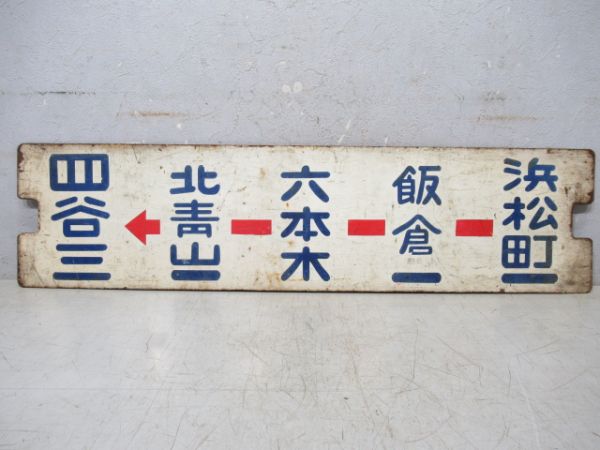 浜松町一
飯倉一
六本木
北青山一
四谷三